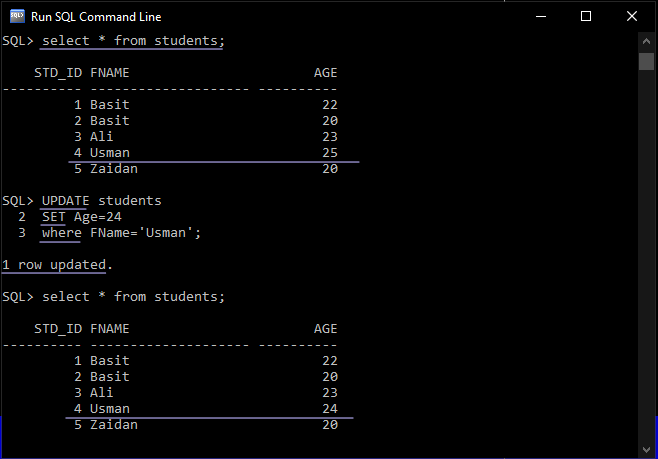 Run SQL Command Line
SQL> select * from students;
    STD_ID FNAME                       AGE
---------- -------------------- ----------
         1 Basit                        22
         2 Basit                        20
         3 Ali                          23
         4 Usman                        25
         5 Zaidan                       20
SQL> UPDATE students
  2  SET Age=24
  3  where FName='Usman';
1 row updated.
SQL> select * from students;
    STD_ID FNAME                       AGE
---------- -------------------- ----------
         1 Basit                        22
         2 Basit                        20
         3 Ali                          23
         4 Usman                        24
         5 Zaidan                       20